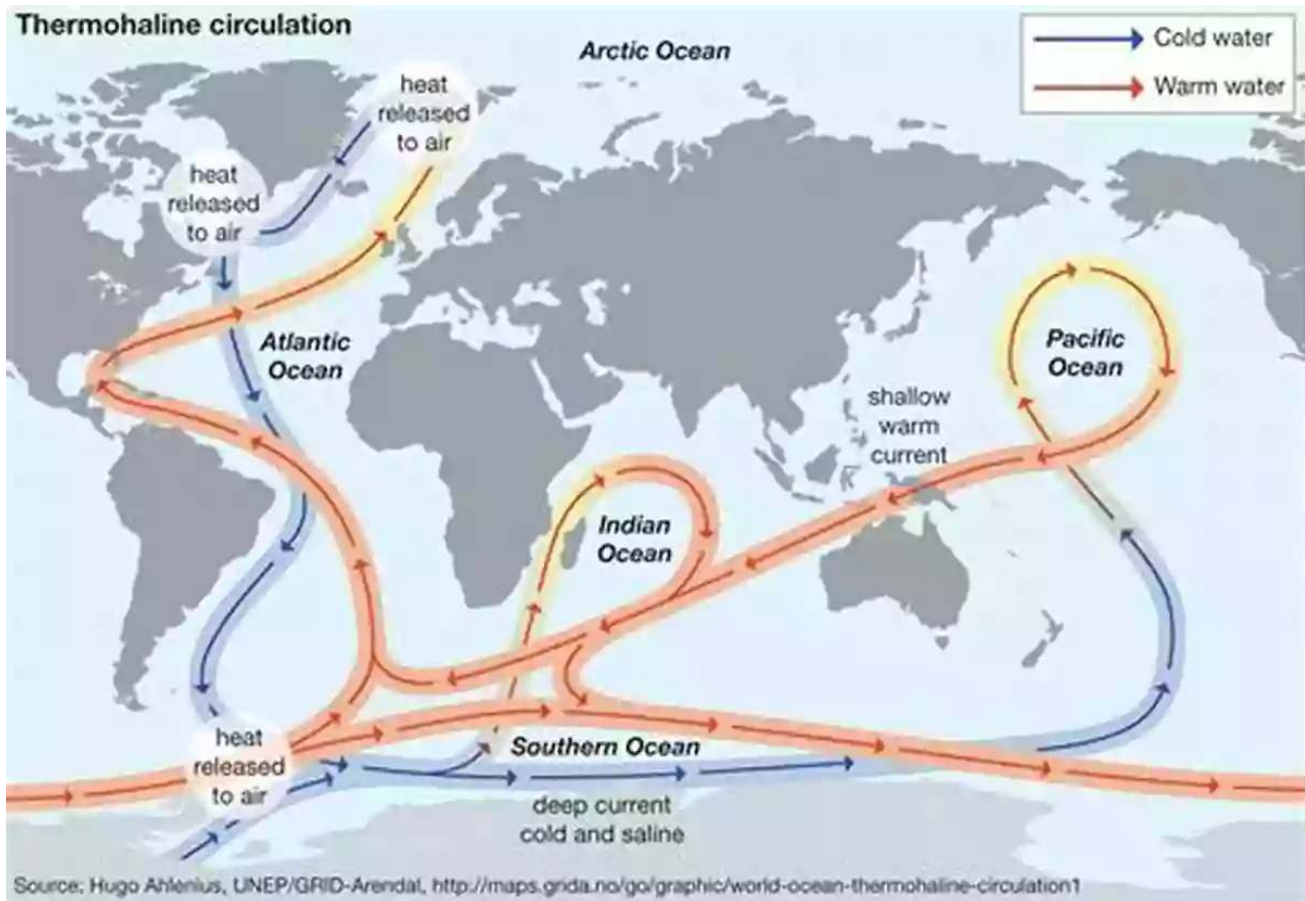 Thermohaline circulation
Arctic Ocean
Cold water
Warm water
heat
released
to air
heat
released
to air
Atlantic
Ocean
Pacific
Ocean
shallow
warm
current
Indian
Ocean
heat
released
to air
Southern Ocean
deep current
cold and saline
Source: Hugo Ahlenius, UNEP/GRID-Arendal, http://maps.grida.no/go/graphic/world-ocean-thermohaline-circulation1